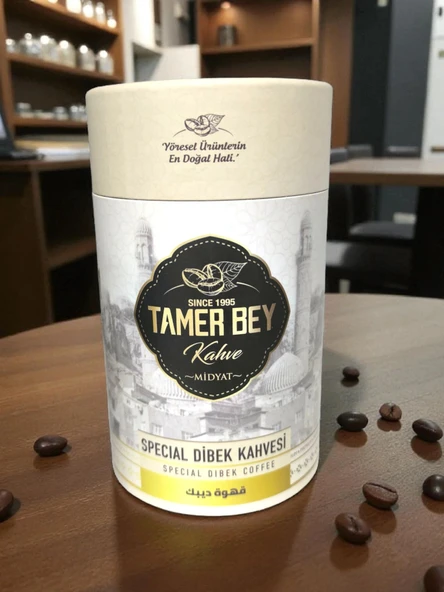 Yöresel Ürünlerin
En Doğal Hali.'
SINCE 1995
TAMER BEY
Kahve
~MİDYAT~
SPECIAL DİBEK KAHVESİ
SPECIAL DIBEK COFFEE
قهوة ديبك